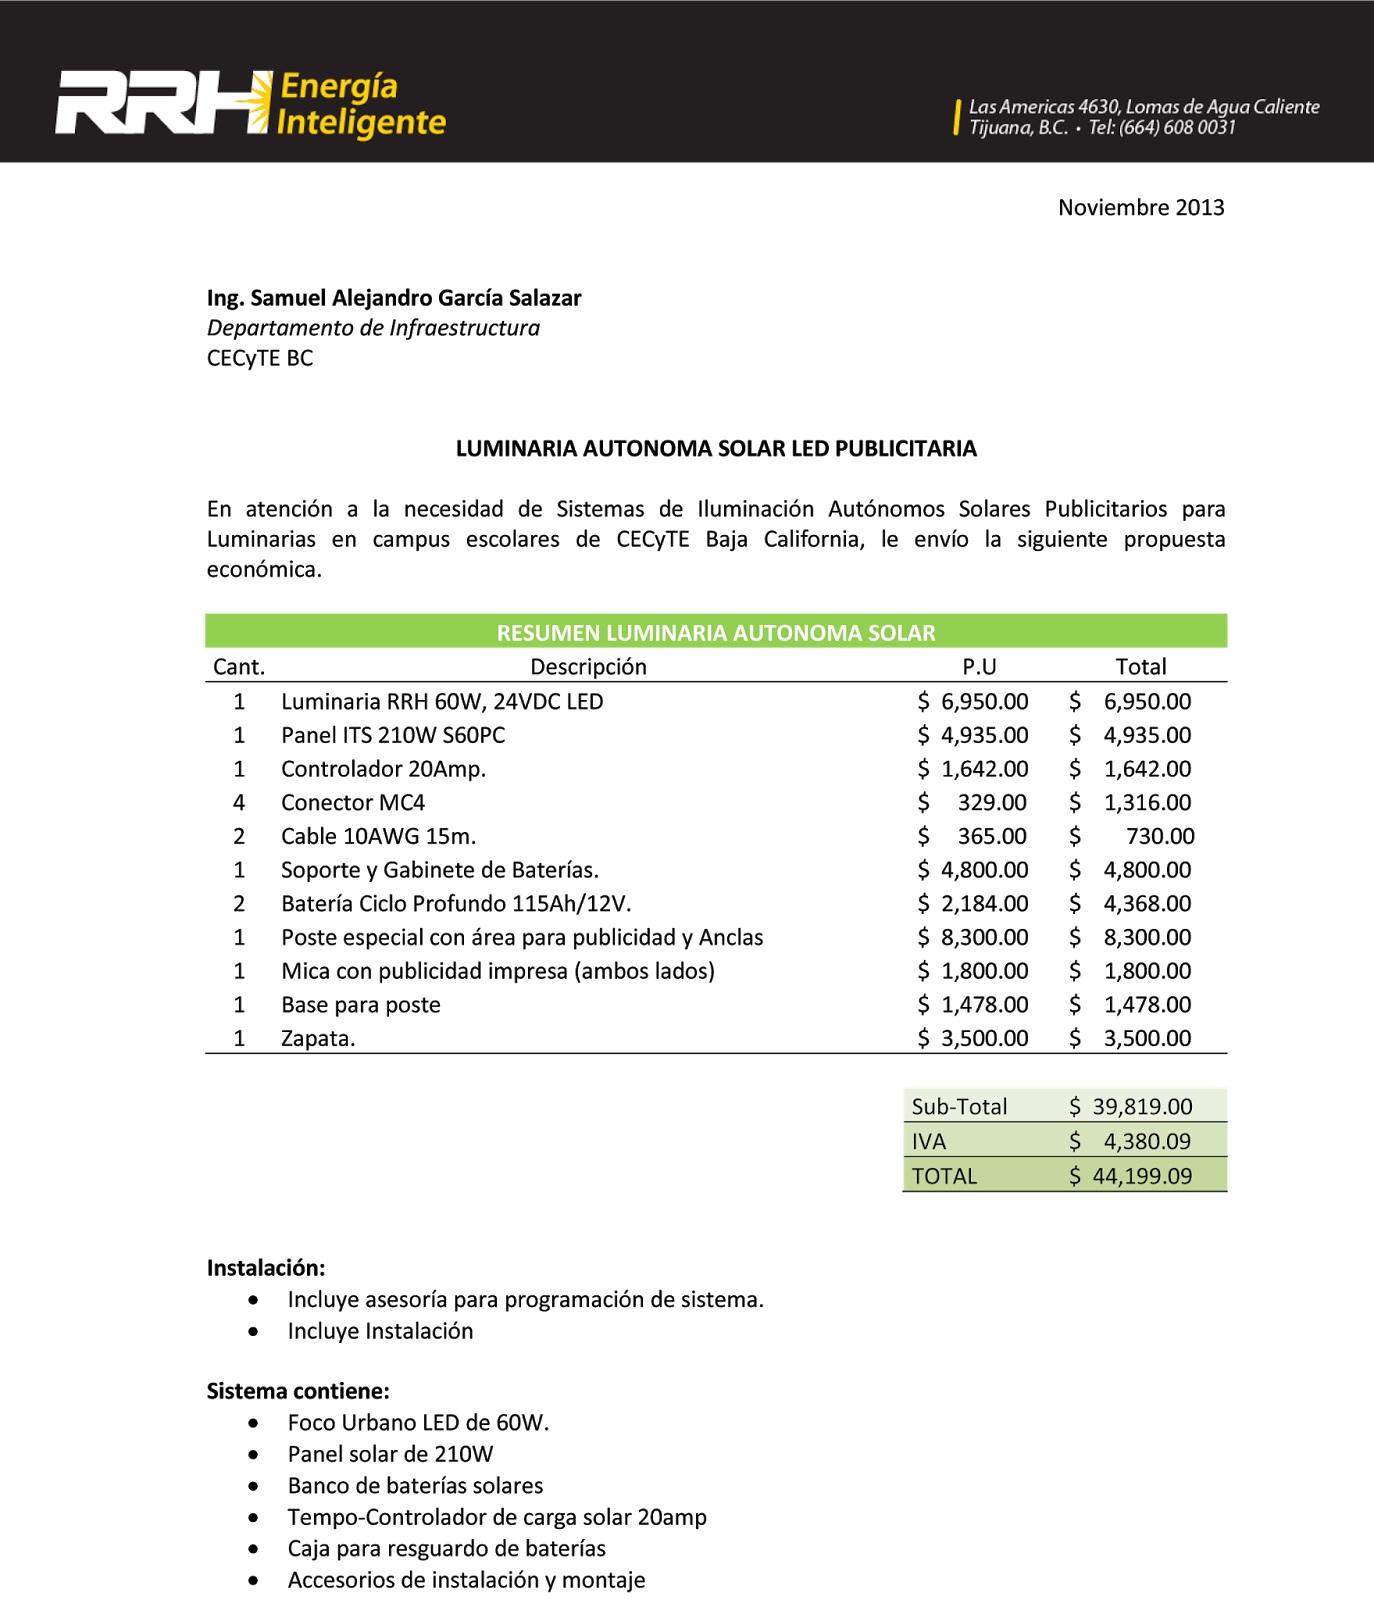 RRH Energía
Inteligente
Las Americas 4630, Lomas de Agua Caliente
Tijuana, B.C. • Tel: (664) 608 0031
Noviembre 2013
Ing. Samuel Alejandro García Salazar
Departamento de Infraestructura
CECyTE BC
LUMINARIA AUTONOMA SOLAR LED PUBLICITARIA
En atención a la necesidad de Sistemas de Iluminación Autónomos Solares Publicitarios para
Luminarias en campus escolares de CECyTE Baja California, le envío la siguiente propuesta
económica.
RESUMEN LUMINARIA AUTONOMA SOLAR
Cant. Descripción P.U Total
1 Luminaria RRH 60W, 24VDC LED $ 6,950.00 $ 6,950.00
1 Panel ITS 210W S60PC $ 4,935.00 $ 4,935.00
1 Controlador 20Amp. $ 1,642.00 $ 1,642.00
4 Conector MC4 $ 329.00 $ 1,316.00
2 Cable 10AWG 15m. $ 365.00 $ 730.00
1 Soporte y Gabinete de Baterías. $ 4,800.00 $ 4,800.00
2 Batería Ciclo Profundo 115Ah/12V. $ 2,184.00 $ 4,368.00
1 Poste especial con área para publicidad y Anclas $ 8,300.00 $ 8,300.00
1 Mica con publicidad impresa (ambos lados) $ 1,800.00 $ 1,800.00
1 Base para poste $ 1,478.00 $ 1,478.00
1 Zapata. $ 3,500.00 $ 3,500.00
Sub-Total $ 39,819.00
IVA $ 4,380.09
TOTAL $ 44,199.09
Instalación:
• Incluye asesoría para programación de sistema.
• Incluye Instalación
Sistema contiene:
• Foco Urbano LED de 60W.
• Panel solar de 210W
• Banco de baterías solares
• Tempo-Controlador de carga solar 20amp
• Caja para resguardo de baterías
• Accesorios de instalación y montaje